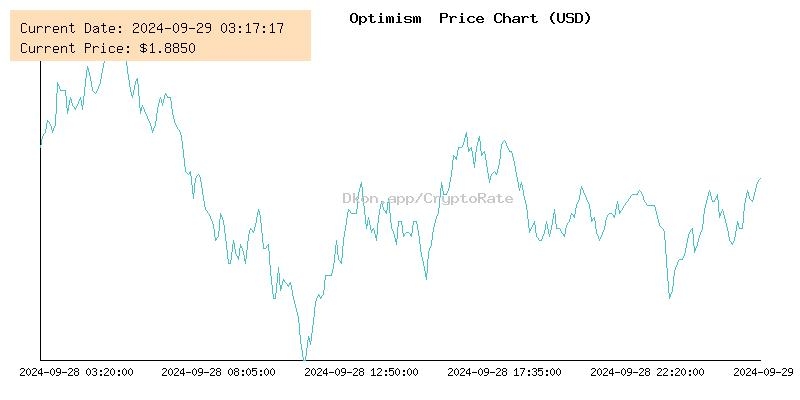 Optimism  Price Chart (USD)
Current Date: 2024-09-29 03:17:17
Current Price: $1.8850
Dkon.app/CryptoRate
2024-09-28 03:20:00 2024-09-28 08:05:00 2024-09-28 12:50:00 2024-09-28 17:35:00 2024-09-28 22:20:00 2024-09-29